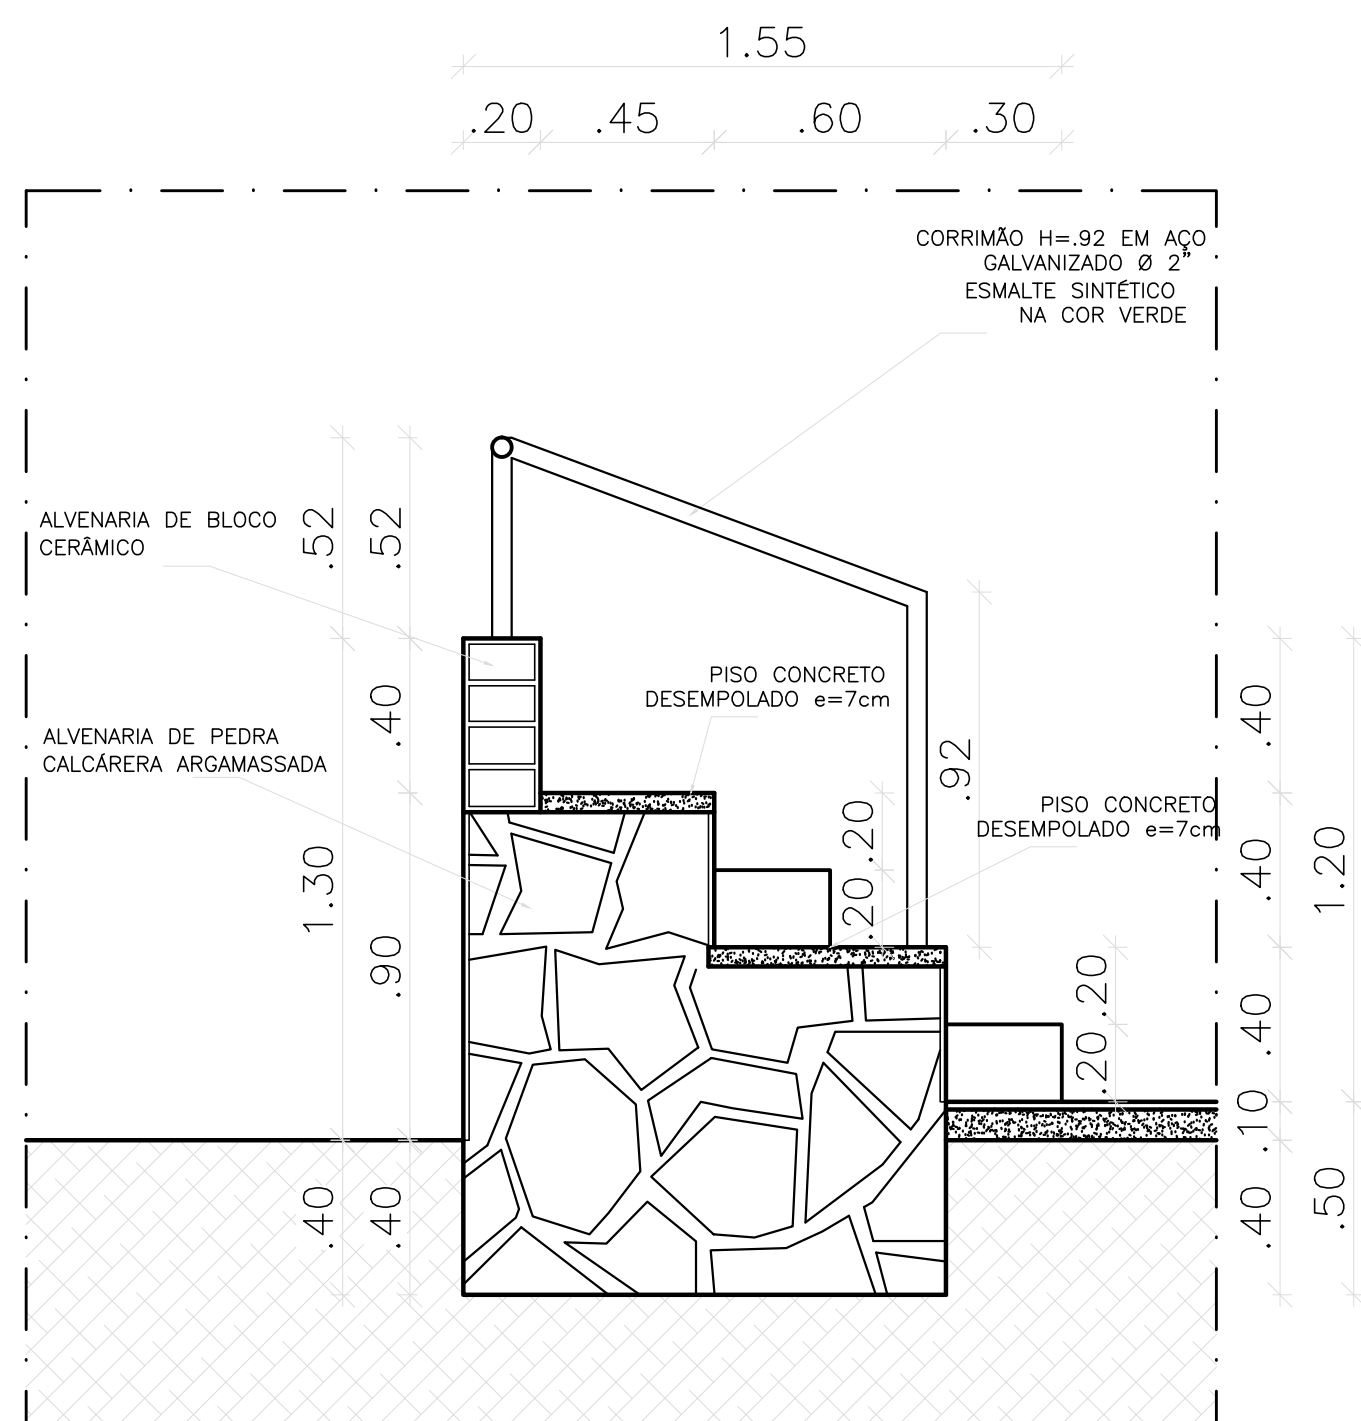 1.55
.20 .45 .60 .30
CORRIMÃO H=.92 EM AÇO
GALVANIZADO Ø 2”
ESMALTE SINTÉTICO
NA COR VERDE
ALVENARIA DE BLOCO
CERÂMICO
.52
.52
PISO CONCRETO
DESEMPOLADO e=7cm
.40
.40
ALVENARIA DE PEDRA
CALCÁRERA ARGAMASSADA
.92
PISO CONCRETO
DESEMPOLADO e=7cm
.20
.20
1.30
.90
.40
1.20
.20
.20
.40
.10
.40
.40
.40
.50